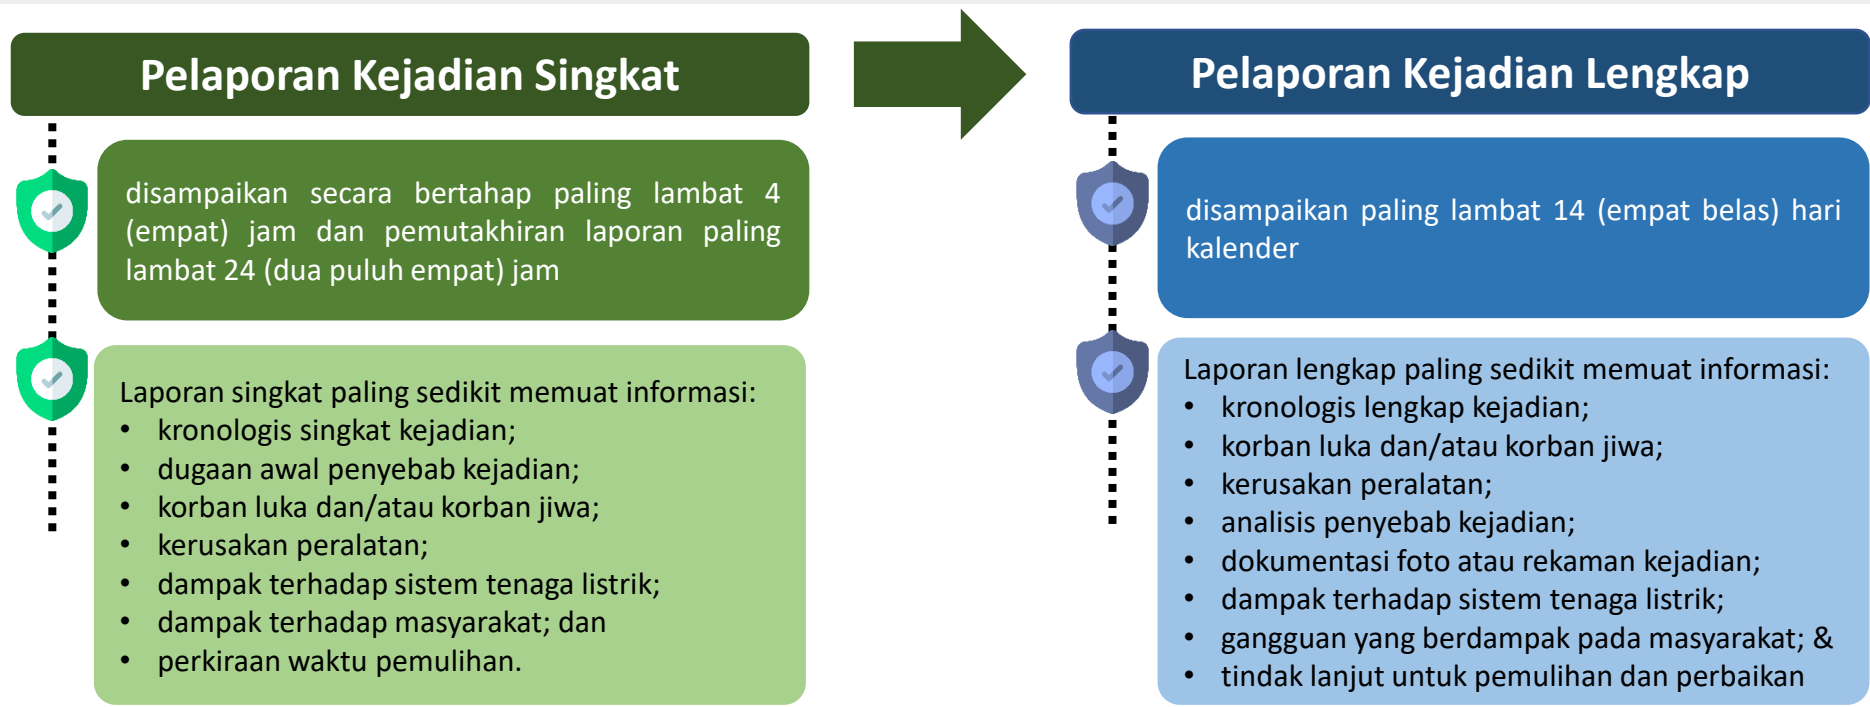 Pelaporan Kejadian Singkat
disampaikan secara bertahap paling lambat 4
(empat) jam dan pemutakhiran laporan paling
lambat 24 (dua puluh empat) jam
Laporan singkat paling sedikit memuat informasi:
• kronologis singkat kejadian;
• dugaan awal penyebab kejadian;
• korban luka dan/atau korban jiwa;
• kerusakan peralatan;
• dampak terhadap sistem tenaga listrik;
• dampak terhadap masyarakat; dan
• perkiraan waktu pemulihan.
Pelaporan Kejadian Lengkap
disampaikan paling lambat 14 (empat belas) hari
kalender
Laporan lengkap paling sedikit memuat informasi:
• kronologis lengkap kejadian;
• korban luka dan/atau korban jiwa;
• kerusakan peralatan;
• analisis penyebab kejadian;
• dokumentasi foto atau rekaman kejadian;
• dampak terhadap sistem tenaga listrik;
• gangguan yang berdampak pada masyarakat; &
• tindak lanjut untuk pemulihan dan perbaikan